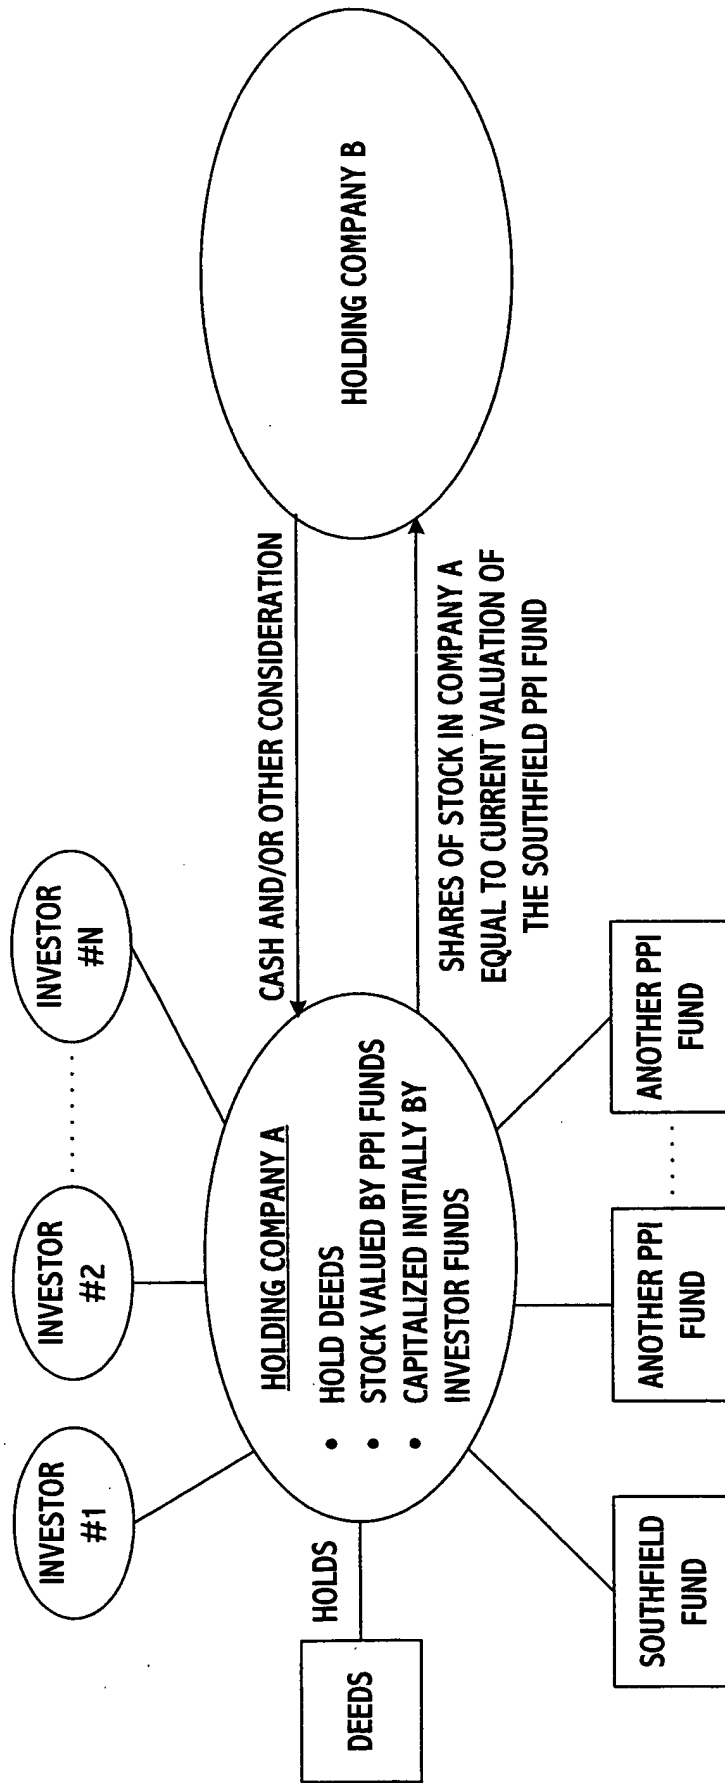 INVESTOR
#1
INVESTOR
#2
INVESTOR
#N
DEEDS
HOLDS
HOLDING COMPANY A
• HOLD DEEDS
• STOCK VALUED BY PPI FUNDS
• CAPITALIZED INITIALLY BY
INVESTOR FUNDS
CASH AND/OR OTHER CONSIDERATION
SHARES OF STOCK IN COMPANY A
EQUAL TO CURRENT VALUATION OF
THE SOUTHFIELD PPI FUND
HOLDING COMPANY B
SOUTHFIELD
FUND
ANOTHER PPI
FUND
ANOTHER PPI
FUND